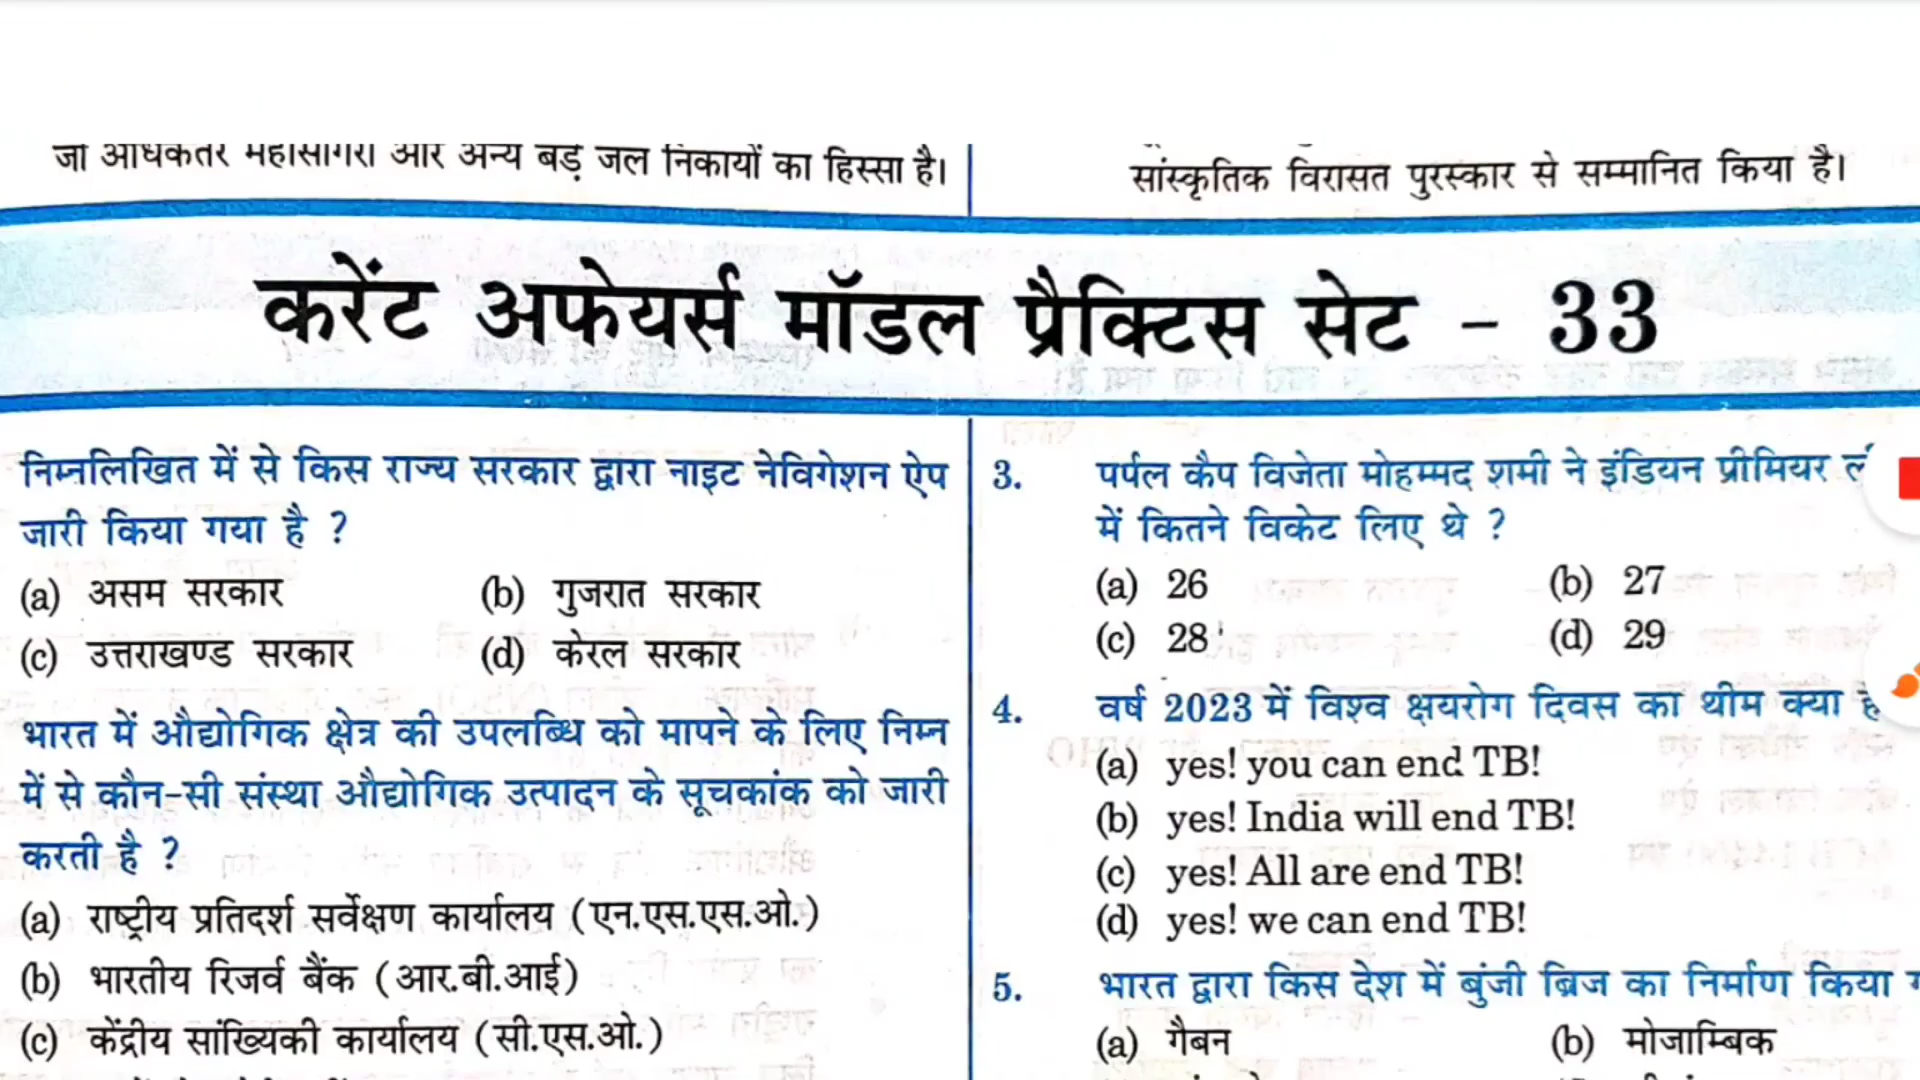 जो अधिकतर महासागरों और अन्य बड़े जल निकायों का हिस्सा है।
सांस्कृतिक विरासत पुरस्कार से सम्मानित किया है।
करेंट अफेयर्स मॉडल प्रैक्टिस सेट - 33
निम्नलिखित में से किस राज्य सरकार द्वारा नाइट नेविगेशन ऐप
जारी किया गया है ?
(a) असम सरकार (b) गुजरात सरकार
(c) उत्तराखण्ड सरकार (d) केरल सरकार
भारत में औद्योगिक क्षेत्र की उपलब्धि को मापने के लिए निम्न
में से कौन-सी संस्था औद्योगिक उत्पादन के सूचकांक को जारी
करती है ?
(a) राष्ट्रीय प्रतिदर्श सर्वेक्षण कार्यालय (एन.एस.एस.ओ.)
(b) भारतीय रिजर्व बैंक (आर.बी.आई)
(c) केंद्रीय सांख्यिकी कार्यालय (सी.एस.ओ.)
3. पर्पल कैप विजेता मोहम्मद शमी ने इंडियन प्रीमियर
में कितने विकेट लिए थे ?
(a) 26 (b) 27
(c) 28 (d) 29
4. वर्ष 2023 में विश्व क्षयरोग दिवस का थीम क्या
(a) yes! you can end TB!
(b) yes! India will end TB!
(c) yes! All are end TB!
(d) yes! we can end TB!
5. भारत द्वारा किस देश में बुंजी ब्रिज का निर्माण किया
(a) गैबन (b) मोजाम्बिक